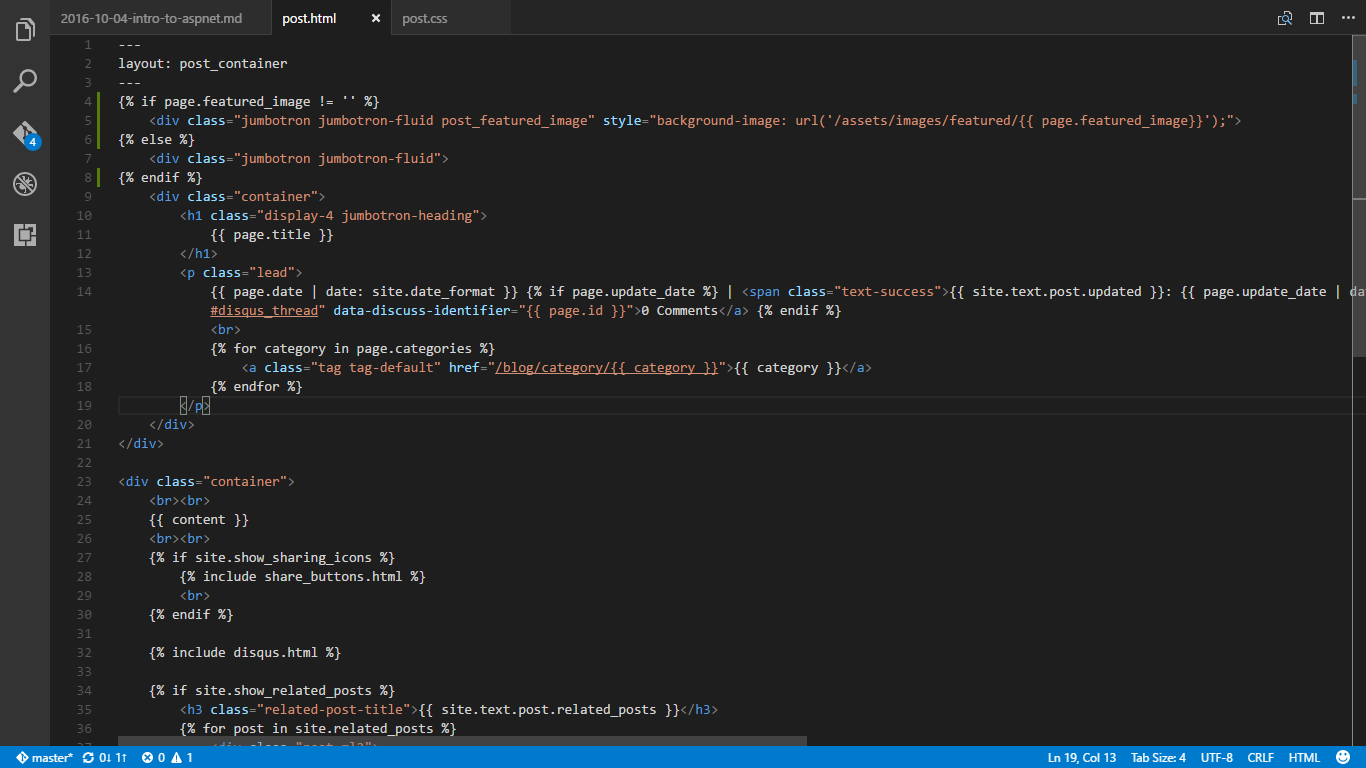 2016-10-04-intro-to-aspnet.md post.html × post.css
1 ---
2 layout: post_container
3 ---
4 {% if page.featured_image != '' %}
5 <div class="jumbotron jumbotron-fluid post_featured_image" style="background-image: url('/assets/images/featured/{{ page.featured_image}}');">
6 {% else %}
7 <div class="jumbotron jumbotron-fluid">
8 {% endif %}
9 <div class="container">
10 <h1 class="display-4 jumbotron-heading">
11 {{ page.title }}
12 </h1>
13 <p class="lead">
14 {{ page.date | date: site.date_format }} {% if page.update_date %} | <span class="text-success">{{ site.text.post.updated }}: {{ page.update_date | da
#disqus_thread" data-discuss-identifier="{{ page.id }}">0 Comments</a> {% endif %}
15 <br>
16 {% for category in page.categories %}
17 <a class="tag tag-default" href="/blog/category/{{ category }}">{{ category }}</a>
18 {% endfor %}
19 </p>
20 </div>
21 </div>
22
23 <div class="container">
24 <br><br>
25 {{ content }}
26 <br><br>
27 {% if site.show_sharing_icons %}
28 {% include share_buttons.html %}
29 <br>
30 {% endif %}
31
32 {% include disqus.html %}
33
34 {% if site.show_related_posts %}
35 <h3 class="related-post-title">{{ site.text.post.related_posts }}</h3>
36 {% for post in site.related_posts %}
4
master* 0↓ 1↑ 0 1 Ln 19, Col 13 Tab Size: 4 UTF-8 CRLF HTML